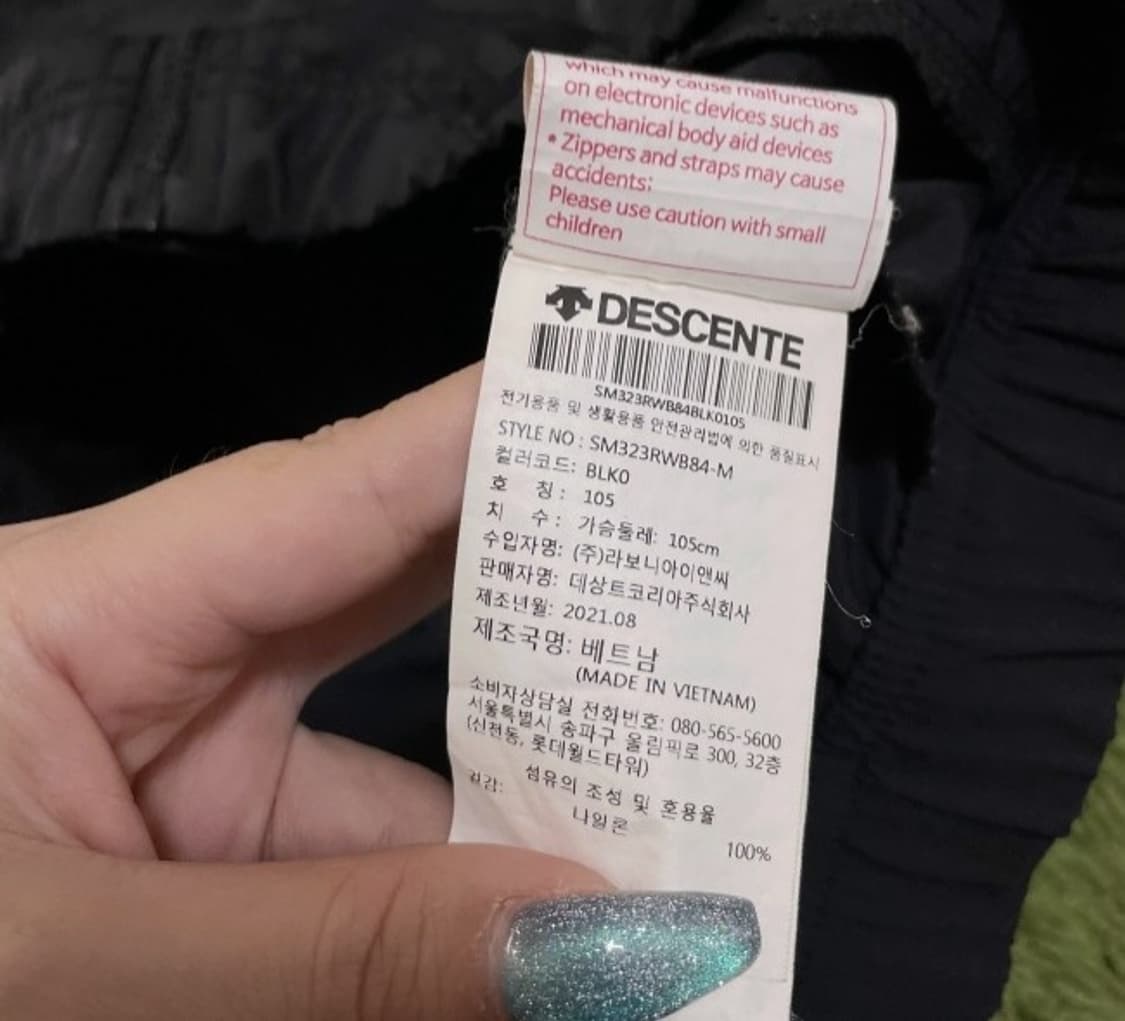 which may cause malfunctions
on electronic devices such as
mechanical body aid devices
• Zippers and straps may cause
accidents;
Please use caution with small
children
DESCENTE
SM323RWB84BLK0105
전기용품 및 생활용품 안전관리법에 의한 품질표시
STYLE NO : SM323RWB84-M
컬러코드: BLK0
호 칭 : 105
치 수 : 가슴둘레: 105cm
수입자명: (주)라보니아이앤씨
판매자명: 데상트코리아주식회사
제조년월: 2021.08
제조국명: 베트남
(MADE IN VIETNAM)
소비자상담실 전화번호: 080-565-5600
서울특별시 송파구 올림픽로 300, 32층
(신천동, 롯데월드타워)
섬유의 조성 및 혼용율
겉감:
나일론
100%